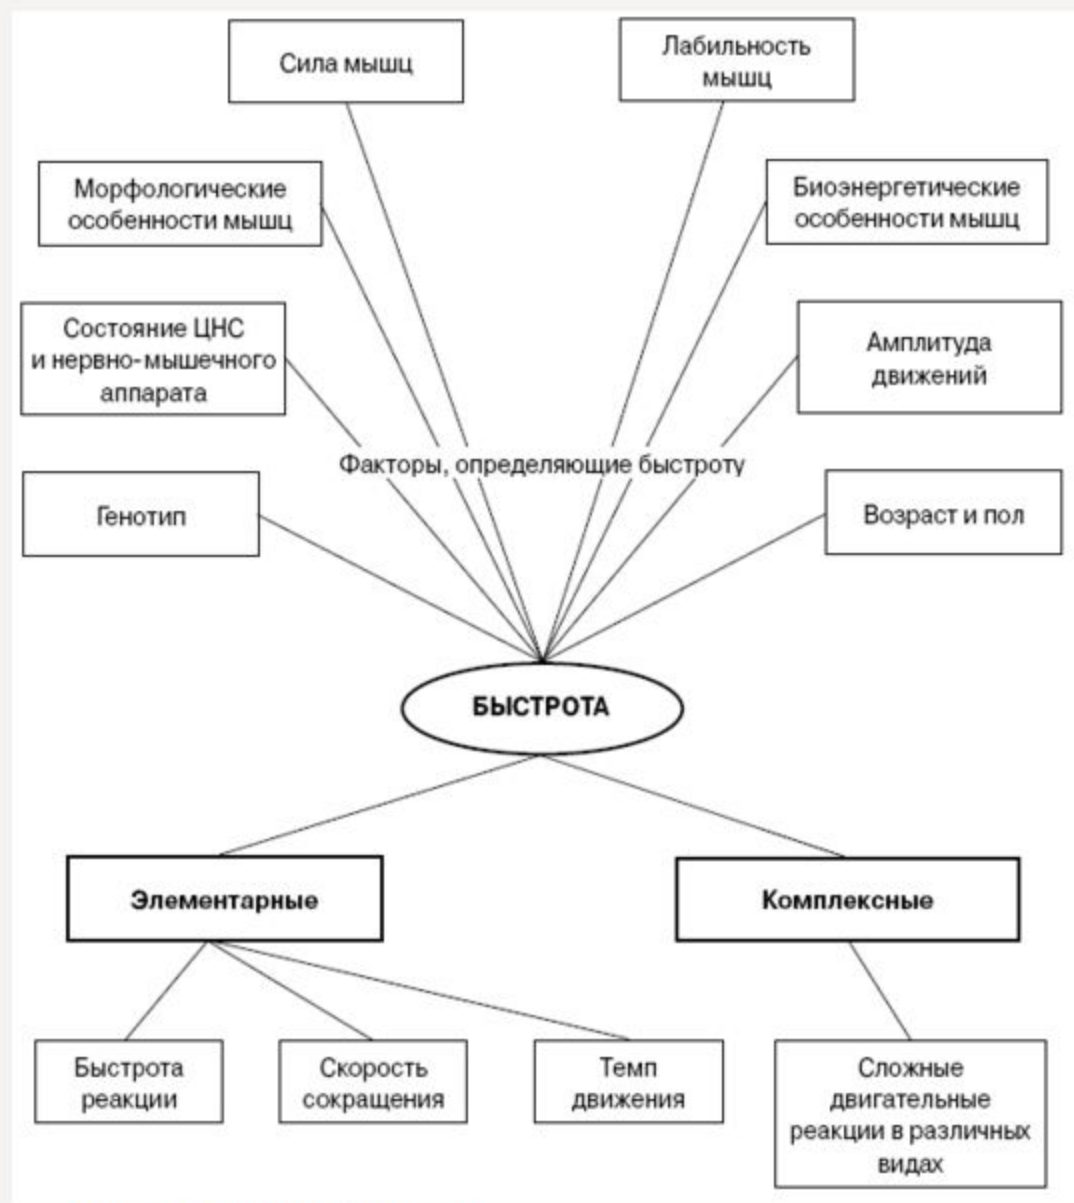 Сила мышц
Лабильность
мышц
Морфологические
особенности мышц
Биоэнергетические
особенности мышц
Состояние ЦНС
и нервно-мышечного
аппарата
Амплитуда
движений
Факторы, определяющие быстроту
Генотип
Возраст и пол
БЫСТРОТА
Элементарные
Комплексные
Быстрота
реакции
Скорость
сокращения
Темп
движения
Сложные
двигательные
реакции в различных
видах